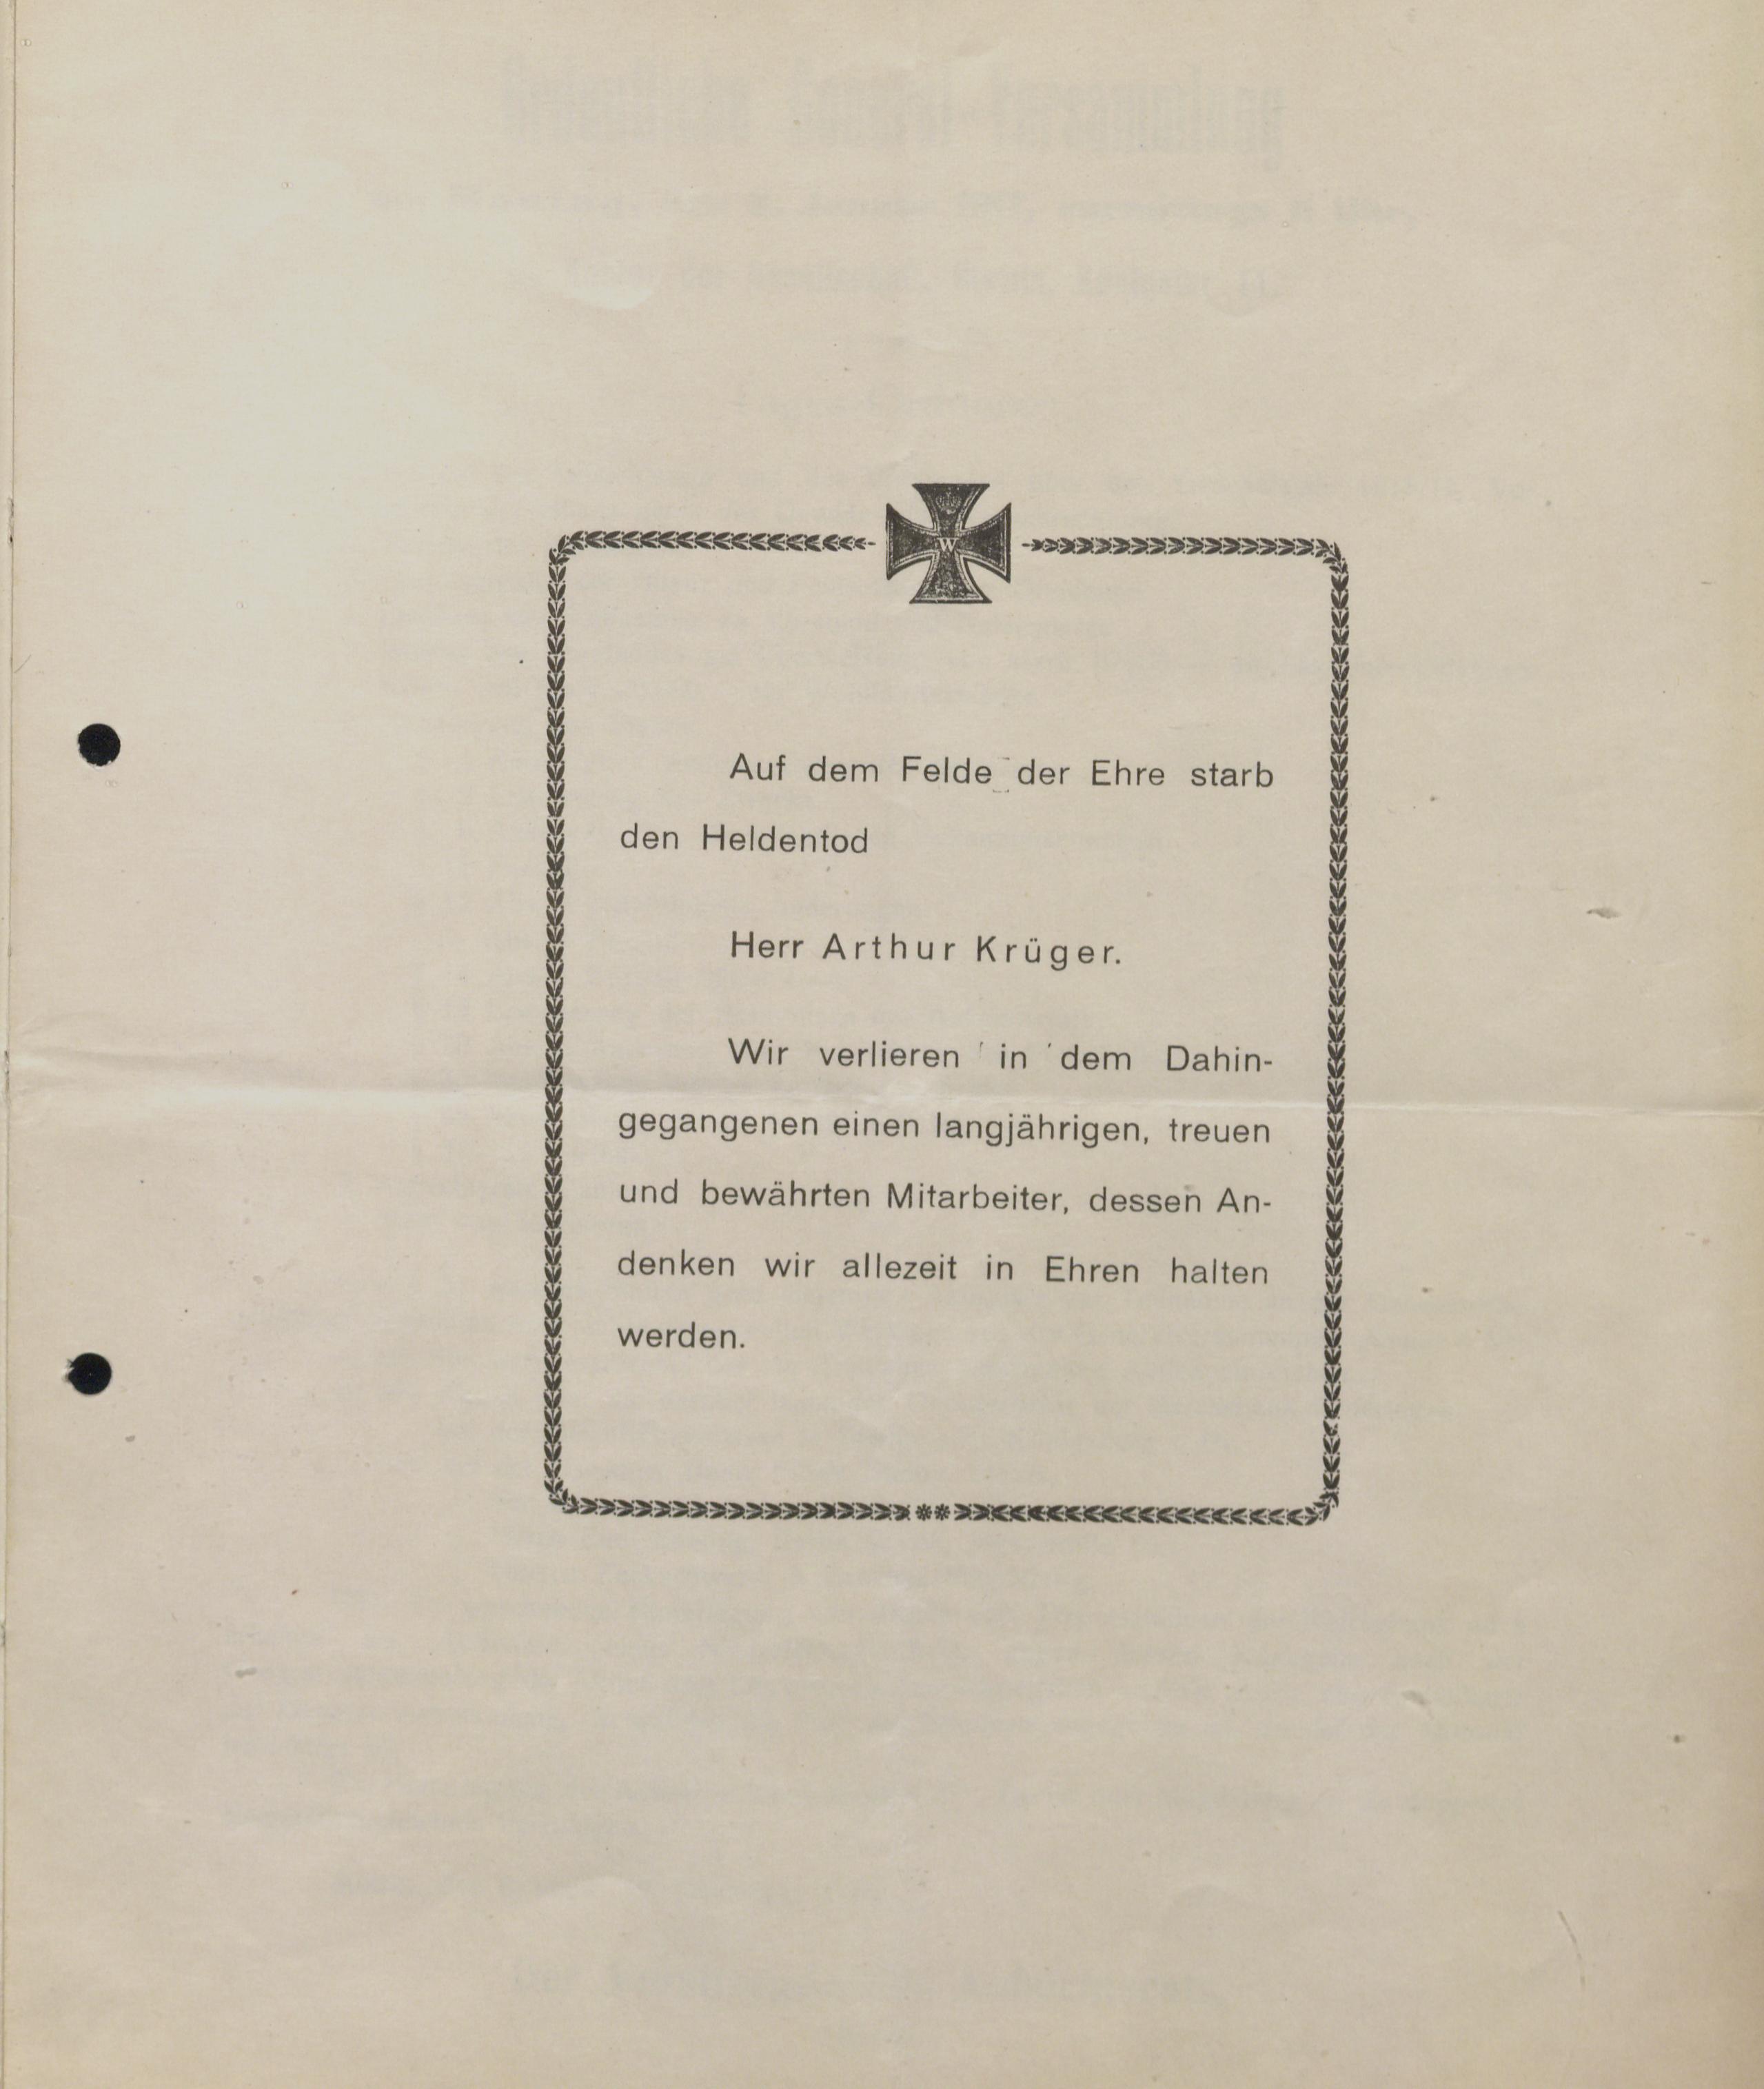 W
Auf dem Felde der Ehre starb
den Heldentod
Herr Arthur Krüger.
Wir verlieren in dem Dahin-
gegangenen einen langjährigen, treuen
und bewährten Mitarbeiter, dessen An-
denken wir allezeit in Ehren halten
werden.